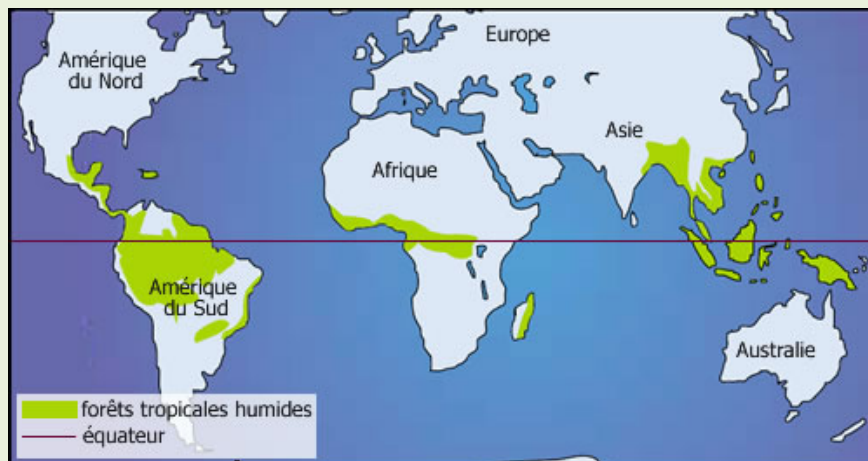 Amérique
du Nord
Europe
Asie
Afrique
Amérique
du Sud
Australie
forêts tropicales humides
équateur